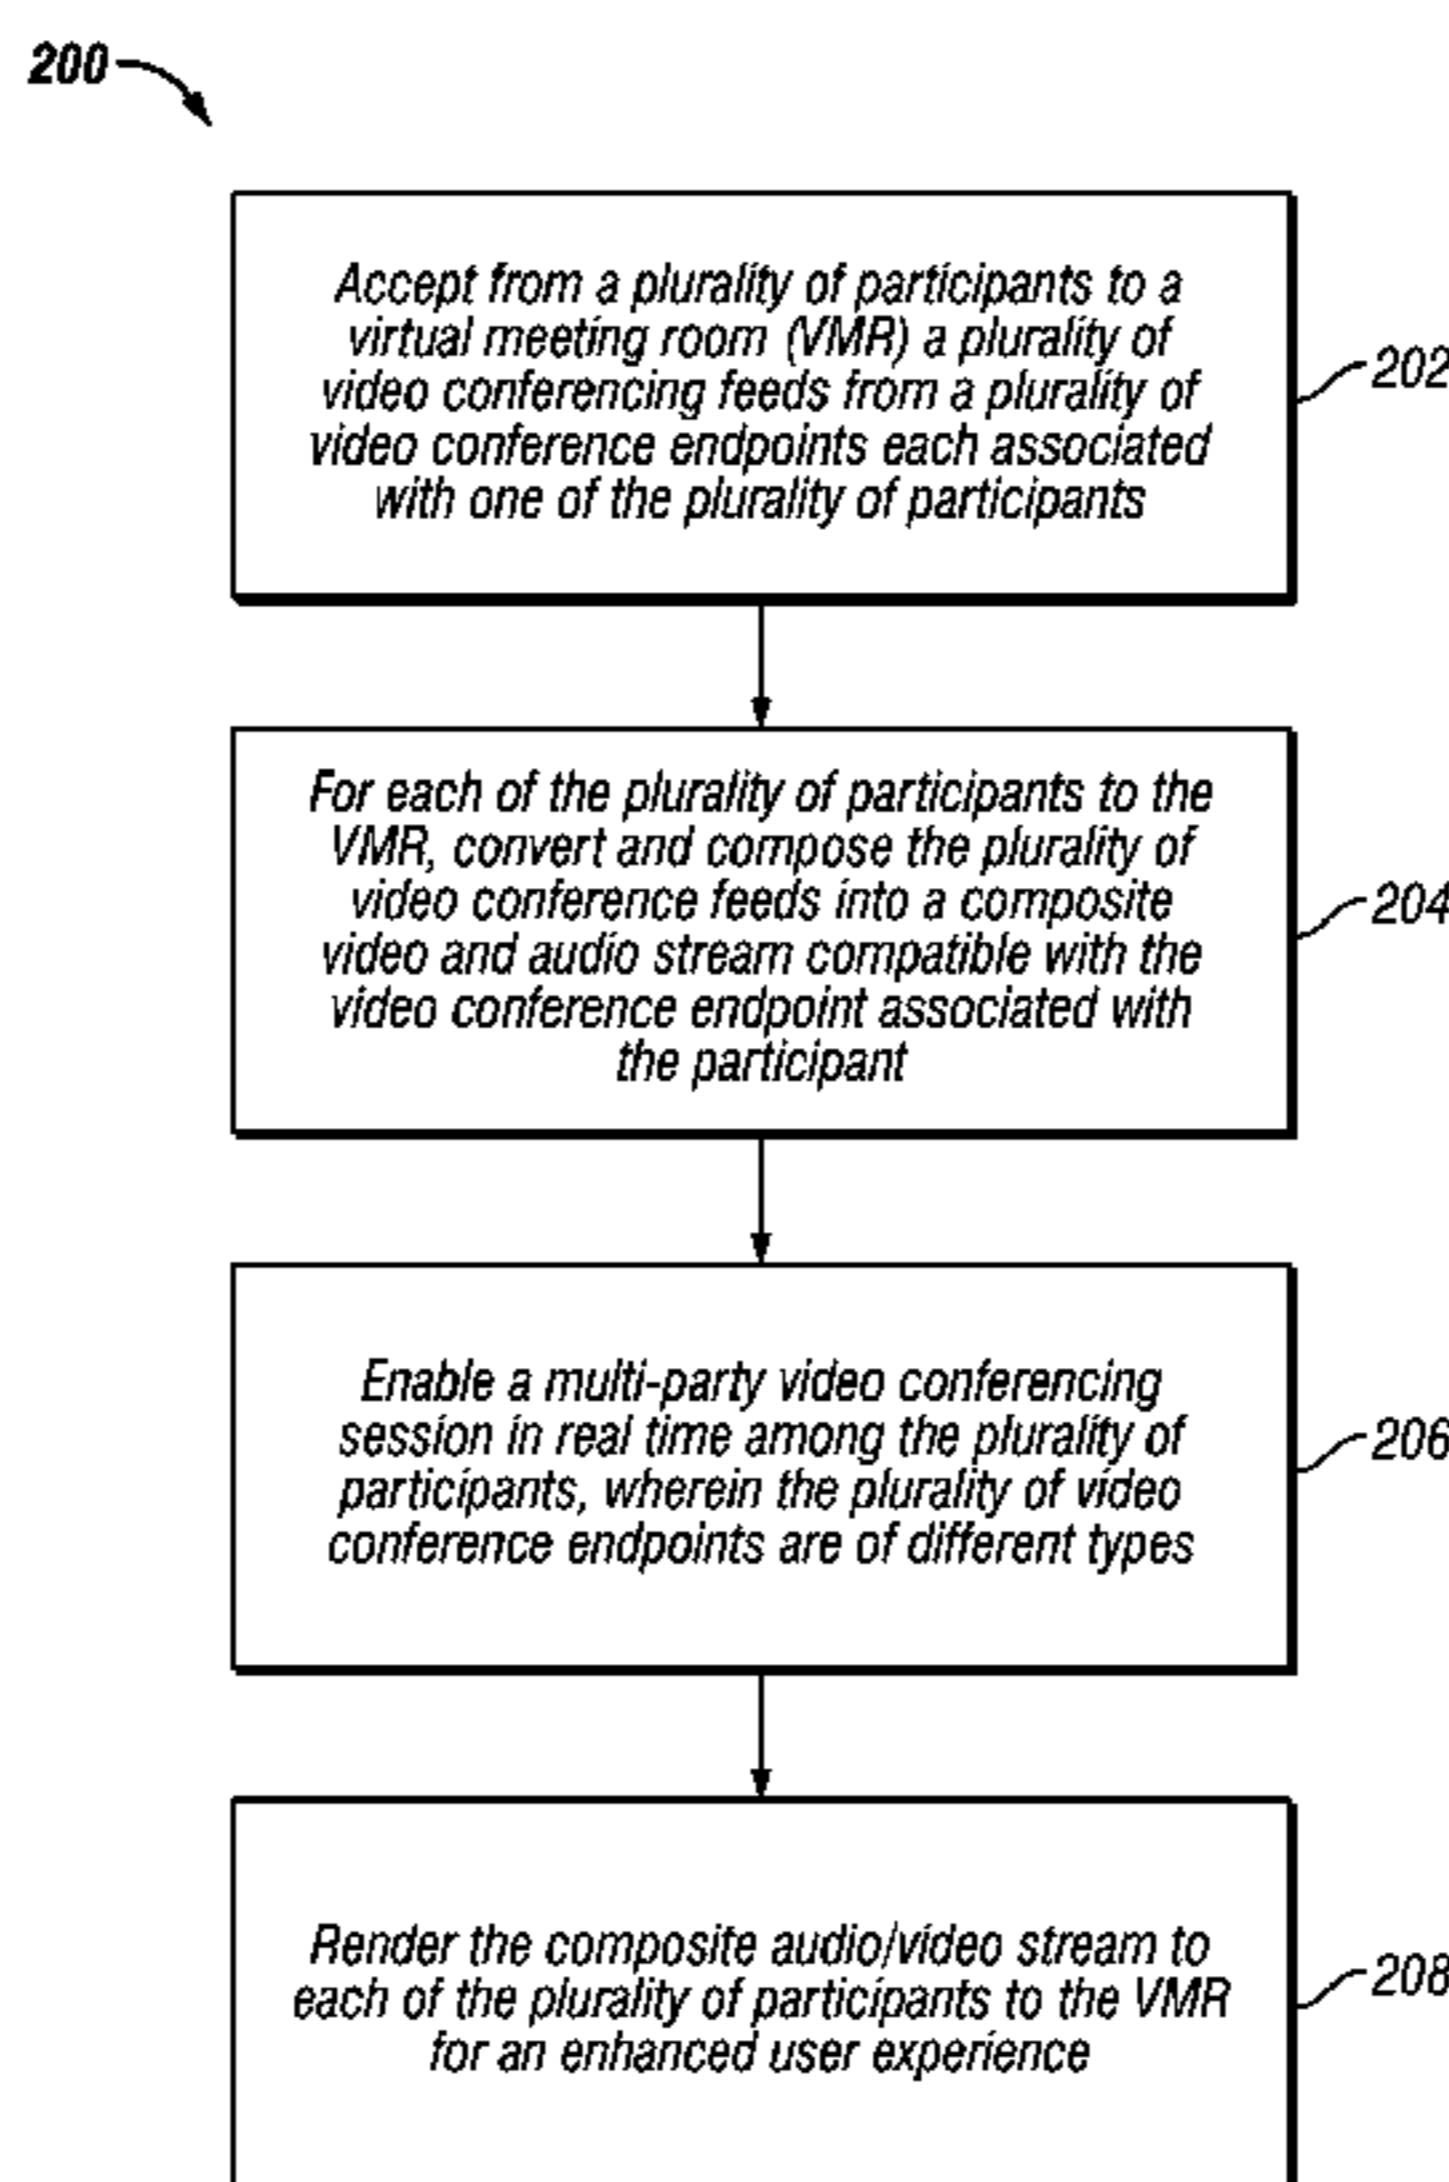 200
Accept from a plurality of participants to a
virtual meeting room (VMR) a plurality of
video conferencing feeds from a plurality of
video conference endpoints each associated
with one of the plurality of participants
202
For each of the plurality of participants to the
VMR, convert and compose the plurality of
video conference feeds into a composite
video and audio stream compatible with the
video conference endpoint associated with
the participant
204
Enable a multi-party video conferencing
session in real time among the plurality of
participants, wherein the plurality of video
conference endpoints are of different types
206
Render the composite audio/video stream to
each of the plurality of participants to the VMR
for an enhanced user experience
208